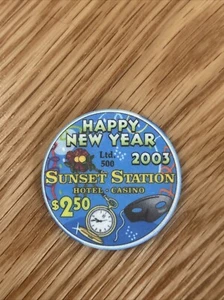 HAPPY
NEW YEAR
Ltd.
500
2003
SUNSET STATION
HOTEL · CASINO
$2.50